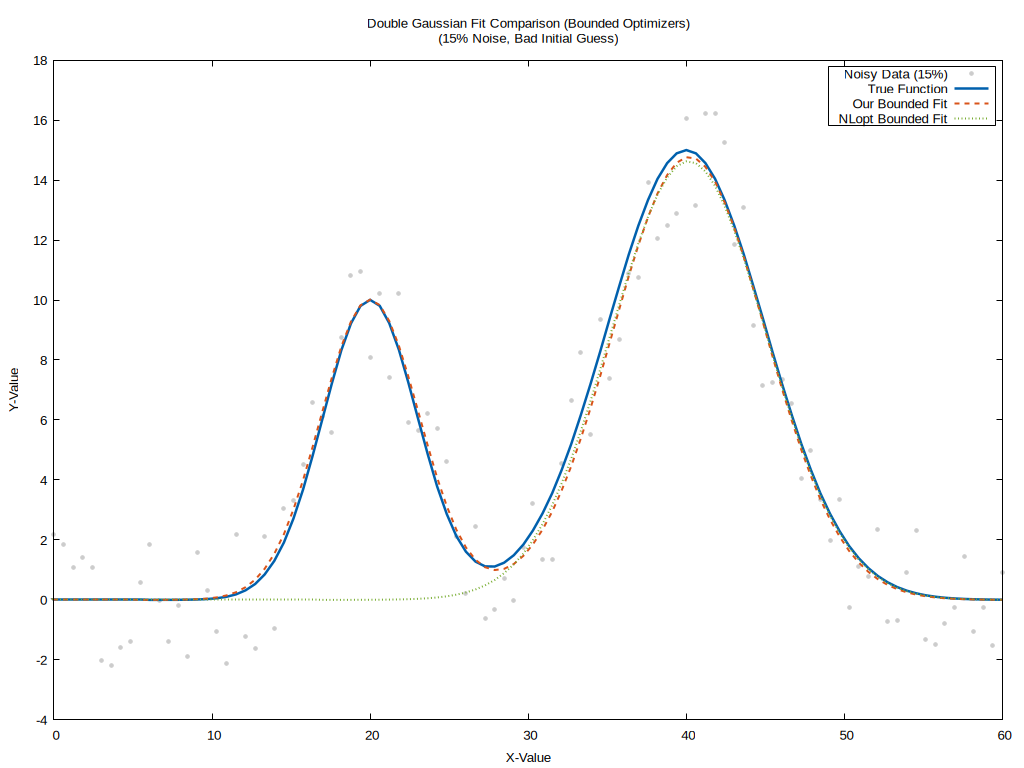 Double Gaussian Fit Comparison (Bounded Optimizers)
(15% Noise, Bad Initial Guess)
18
16
14
12
10
8
6
4
2
0
-2
-4
Y-Value
Noisy Data (15%)
True Function
Our Bounded Fit
NLopt Bounded Fit
0 10 20 30 40 50 60
X-Value